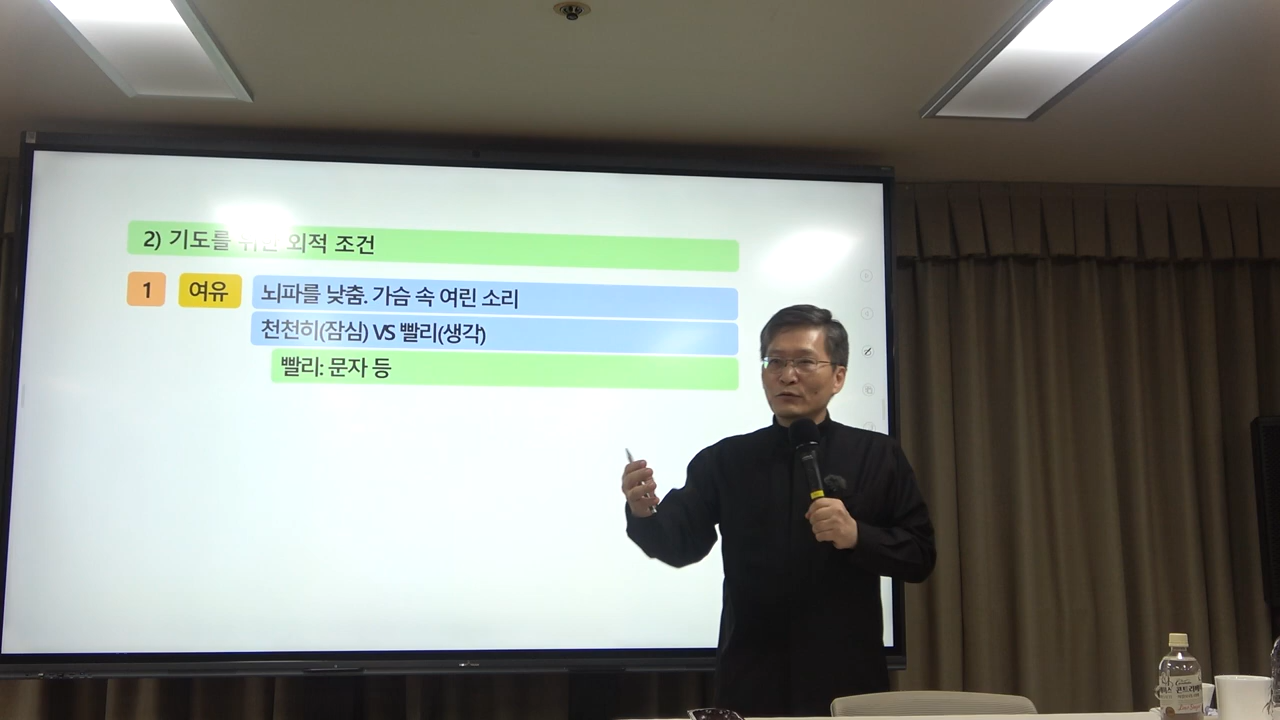 2) 기도를 위한 외적 조건
1 여유 뇌파를 낮춤. 가슴 속 여린 소리
천천히(잠심) VS 빨리(생각)
빨리: 문자 등